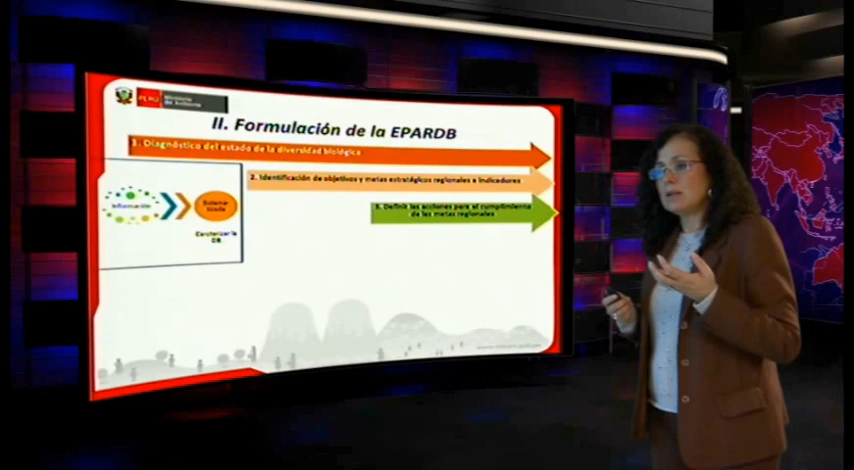 PERÚ
Ministerio
del Ambiente
II. Formulación de la EPARDB
1. Diagnóstico del estado de la diversidad biológica
2. Identificación de objetivos y metas estratégicos regionales e indicadores
3. Definir las acciones para el cumplimiento
de las metas regionales
Información
Caracterizar la
DB